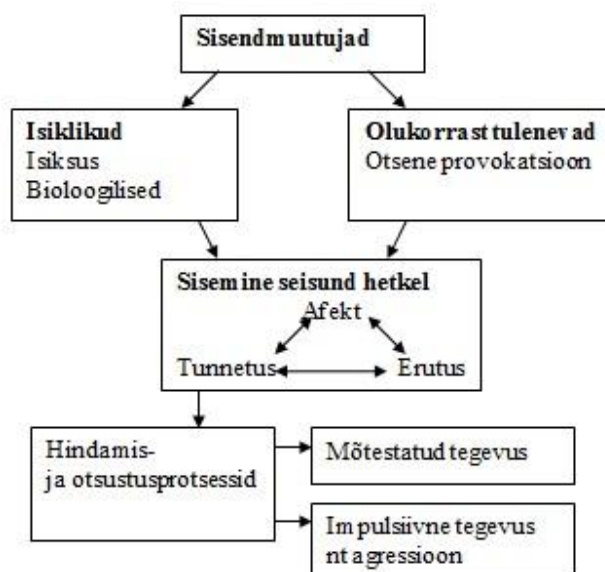 Sisendmuutujad
Isiklikud
Isiksus
Bioloogilised
Olukorrast tulenevad
Otsene provokatsioon
Sisemine seisund hetkel
Afekt
Tunnetus Erutus
Hindamis-
ja otsustusprotsessid
Mõtestatud tegevus
Impulsiivne tegevus
nt agressioon